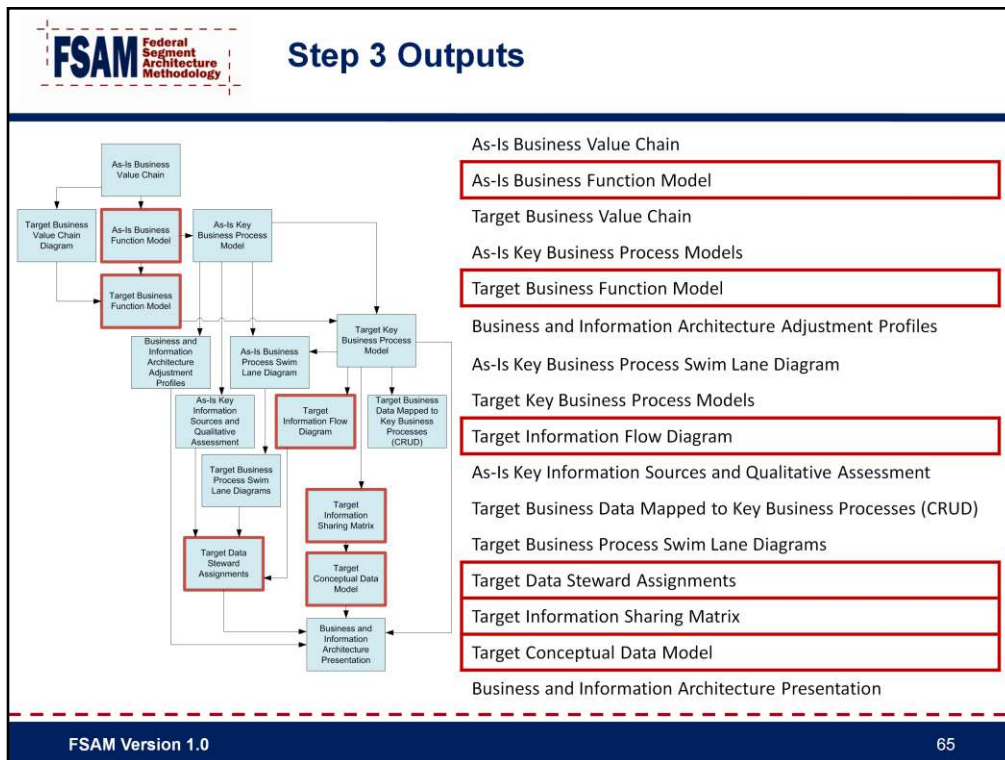 FSAM
Federal
Segment
Architecture
Methodology
Step 3 Outputs
As-Is Business
Value Chain
Target Business
Value Chain
Diagram
As-Is Business
Function Model
As-Is Key
Business Process
Model
Target Business
Function Model
Business and
Information
Architecture
Adjustment
Profiles
As-Is Business
Process Swim
Lane Diagram
Target Key
Business Process
Model
As-Is Key
Information
Sources and
Qualitative
Assessment
Target
Information Flow
Diagram
Target Business
Data Mapped to
Key Business
Processes
(CRUD)
Target Business
Process Swim
Lane Diagrams
Target
Information
Sharing Matrix
Target Data
Steward
Assignments
Target
Conceptual Data
Model
Business and
Information
Architecture
Presentation
As-Is Business Value Chain
As-Is Business Function Model
Target Business Value Chain
As-Is Key Business Process Models
Target Business Function Model
Business and Information Architecture Adjustment Profiles
As-Is Key Business Process Swim Lane Diagram
Target Key Business Process Models
Target Information Flow Diagram
As-Is Key Information Sources and Qualitative Assessment
Target Business Data Mapped to Key Business Processes (CRUD)
Target Business Process Swim Lane Diagrams
Target Data Steward Assignments
Target Information Sharing Matrix
Target Conceptual Data Model
Business and Information Architecture Presentation
FSAM Version 1.0
65